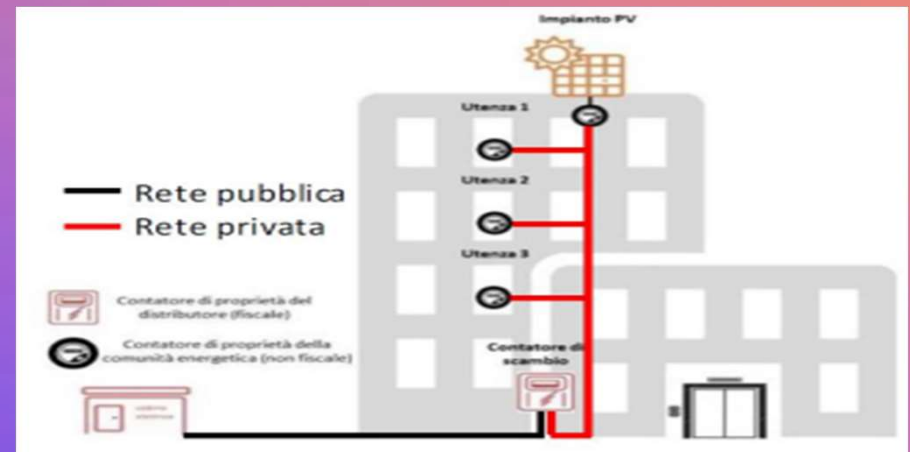 Impianto PV
Utenza 1
Utenza 2
Utenza 3
Rete pubblica
Rete privata
Contatore di proprietà del
distributore (fiscale)
Contatore di proprietà della
comunità energetica (non fiscale)
Contatore di
scambio